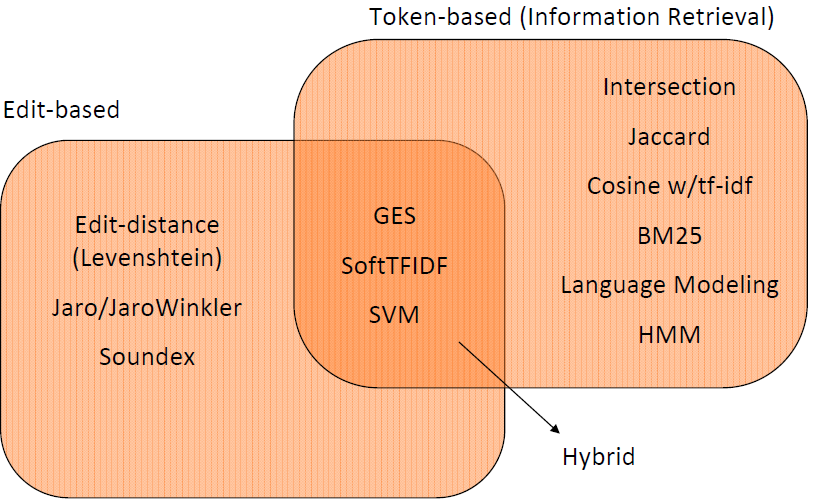 Token-based (Information Retrieval)
Edit-based
Edit-distance
(Levenshtein)
Jaro/JaroWinkler
Soundex
GES
SoftTFIDF
SVM
Intersection
Jaccard
Cosine w/tf-idf
BM25
Language Modeling
HMM
Hybrid